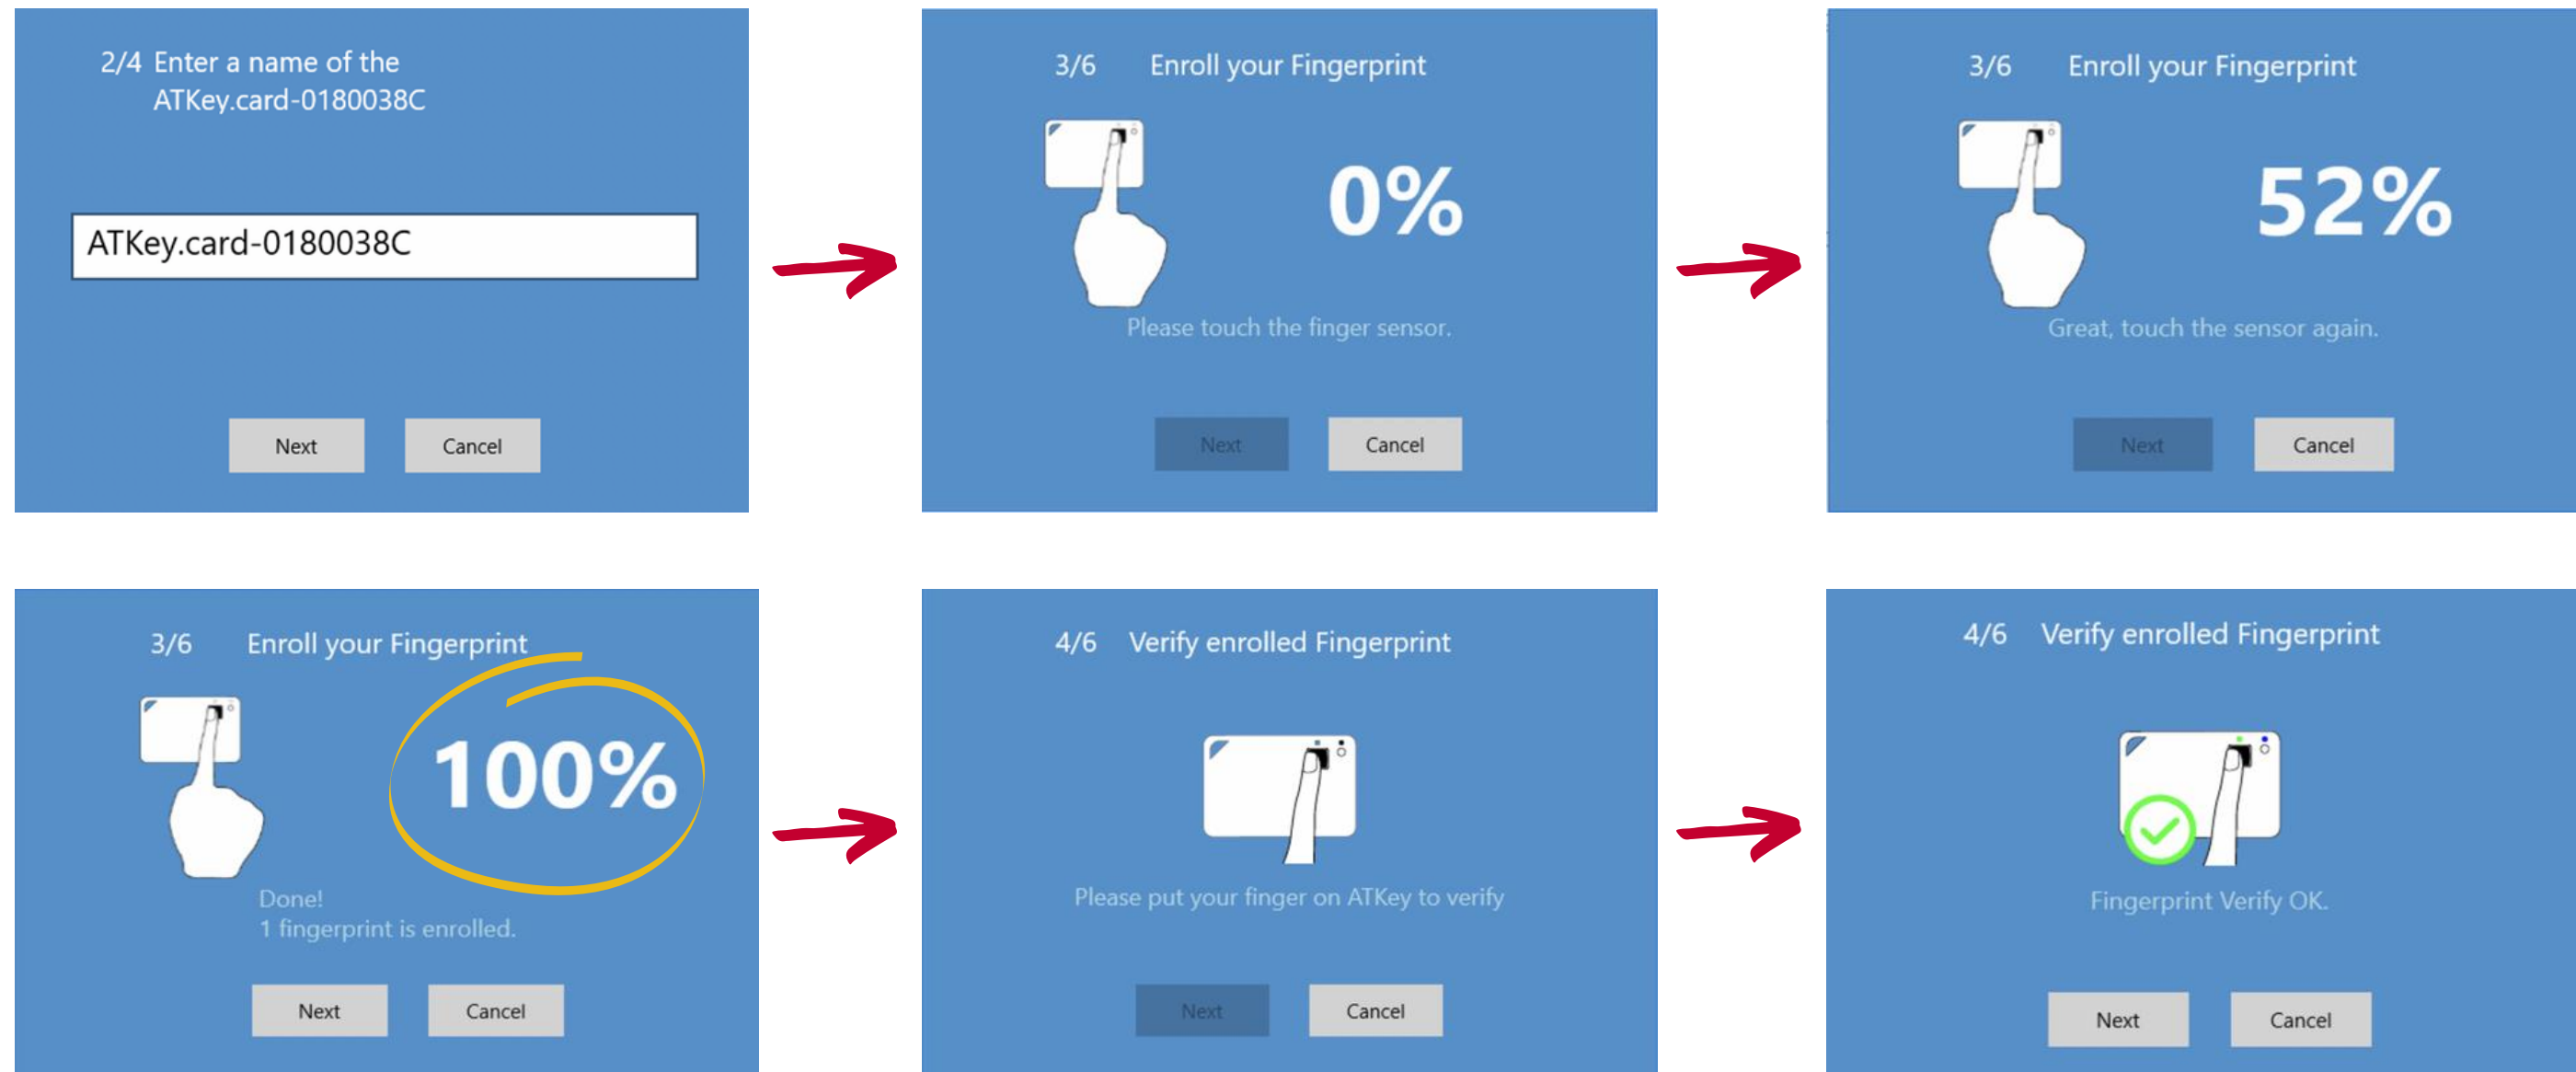 2/4 Enter a name of the
ATKey.card-0180038C
ATKey.card-0180038C
Next Cancel
3/6 Enroll your Fingerprint
0%
Please touch the finger sensor.
Next Cancel
3/6 Enroll your Fingerprint
52%
Great, touch the sensor again.
Next Cancel
3/6 Enroll your Fingerprint
100%
Done!
1 fingerprint is enrolled.
Next Cancel
4/6 Verify enrolled Fingerprint
Please put your finger on ATKey to verify
Next Cancel
4/6 Verify enrolled Fingerprint
Fingerprint Verify OK.
Next Cancel